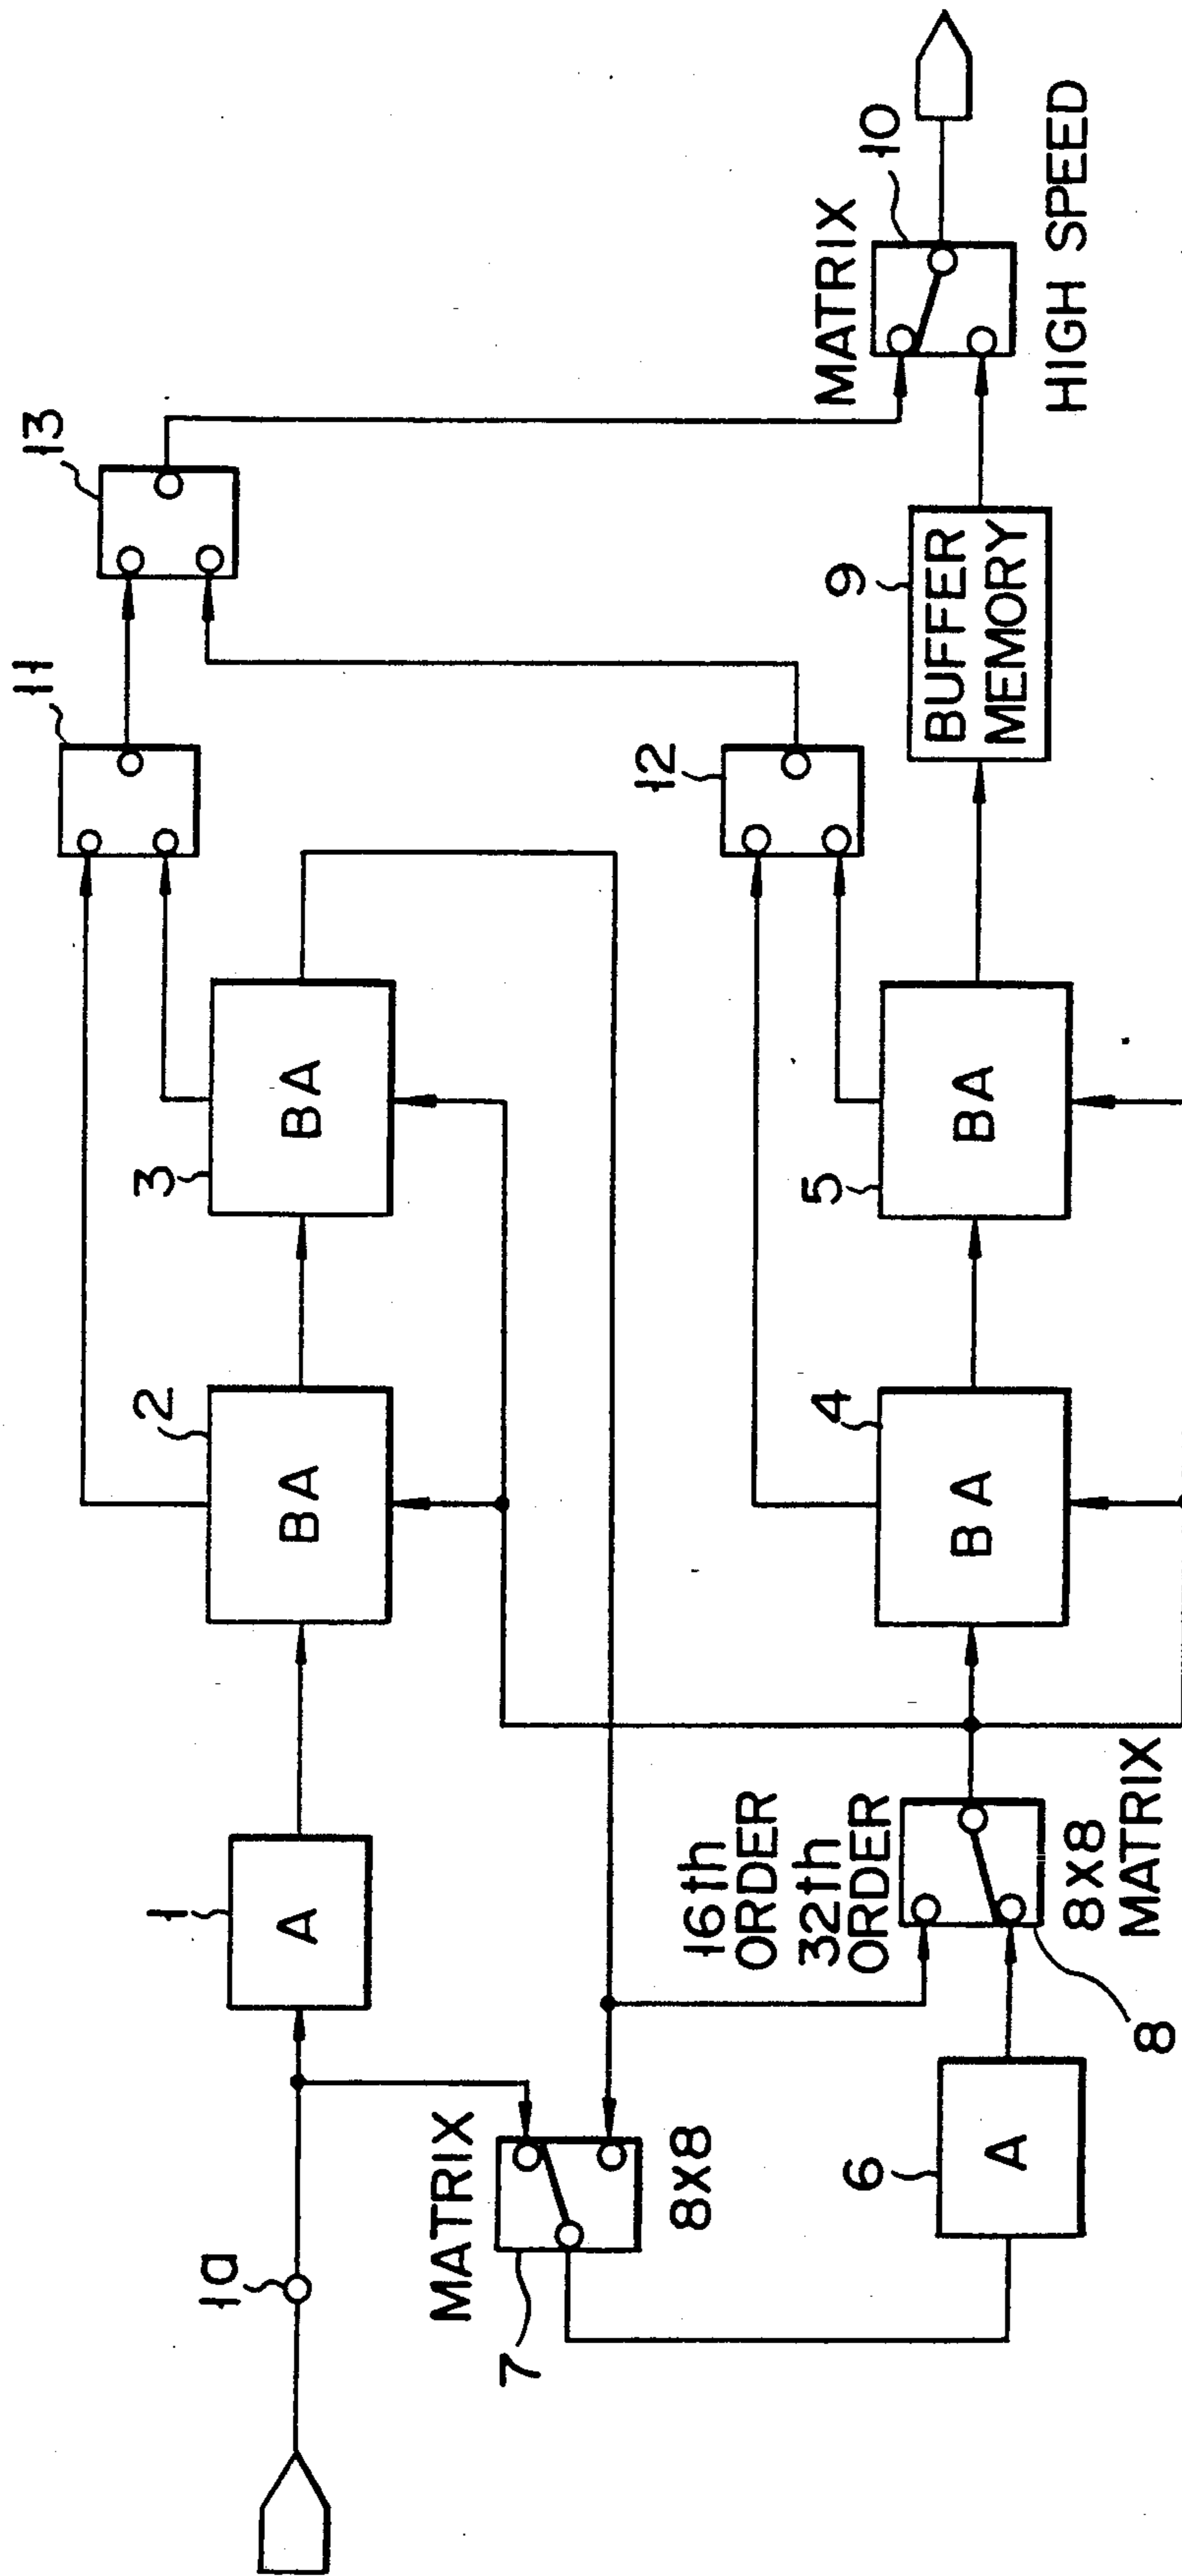 1a
1
A
2
BA
3
BA
11
13
MATRIX
7
8X8
6
A
16th
ORDER
32th
ORDER
8X8
MATRIX
8
4
BA
5
BA
12
9
BUFFER
MEMORY
MATRIX
10
HIGH SPEED